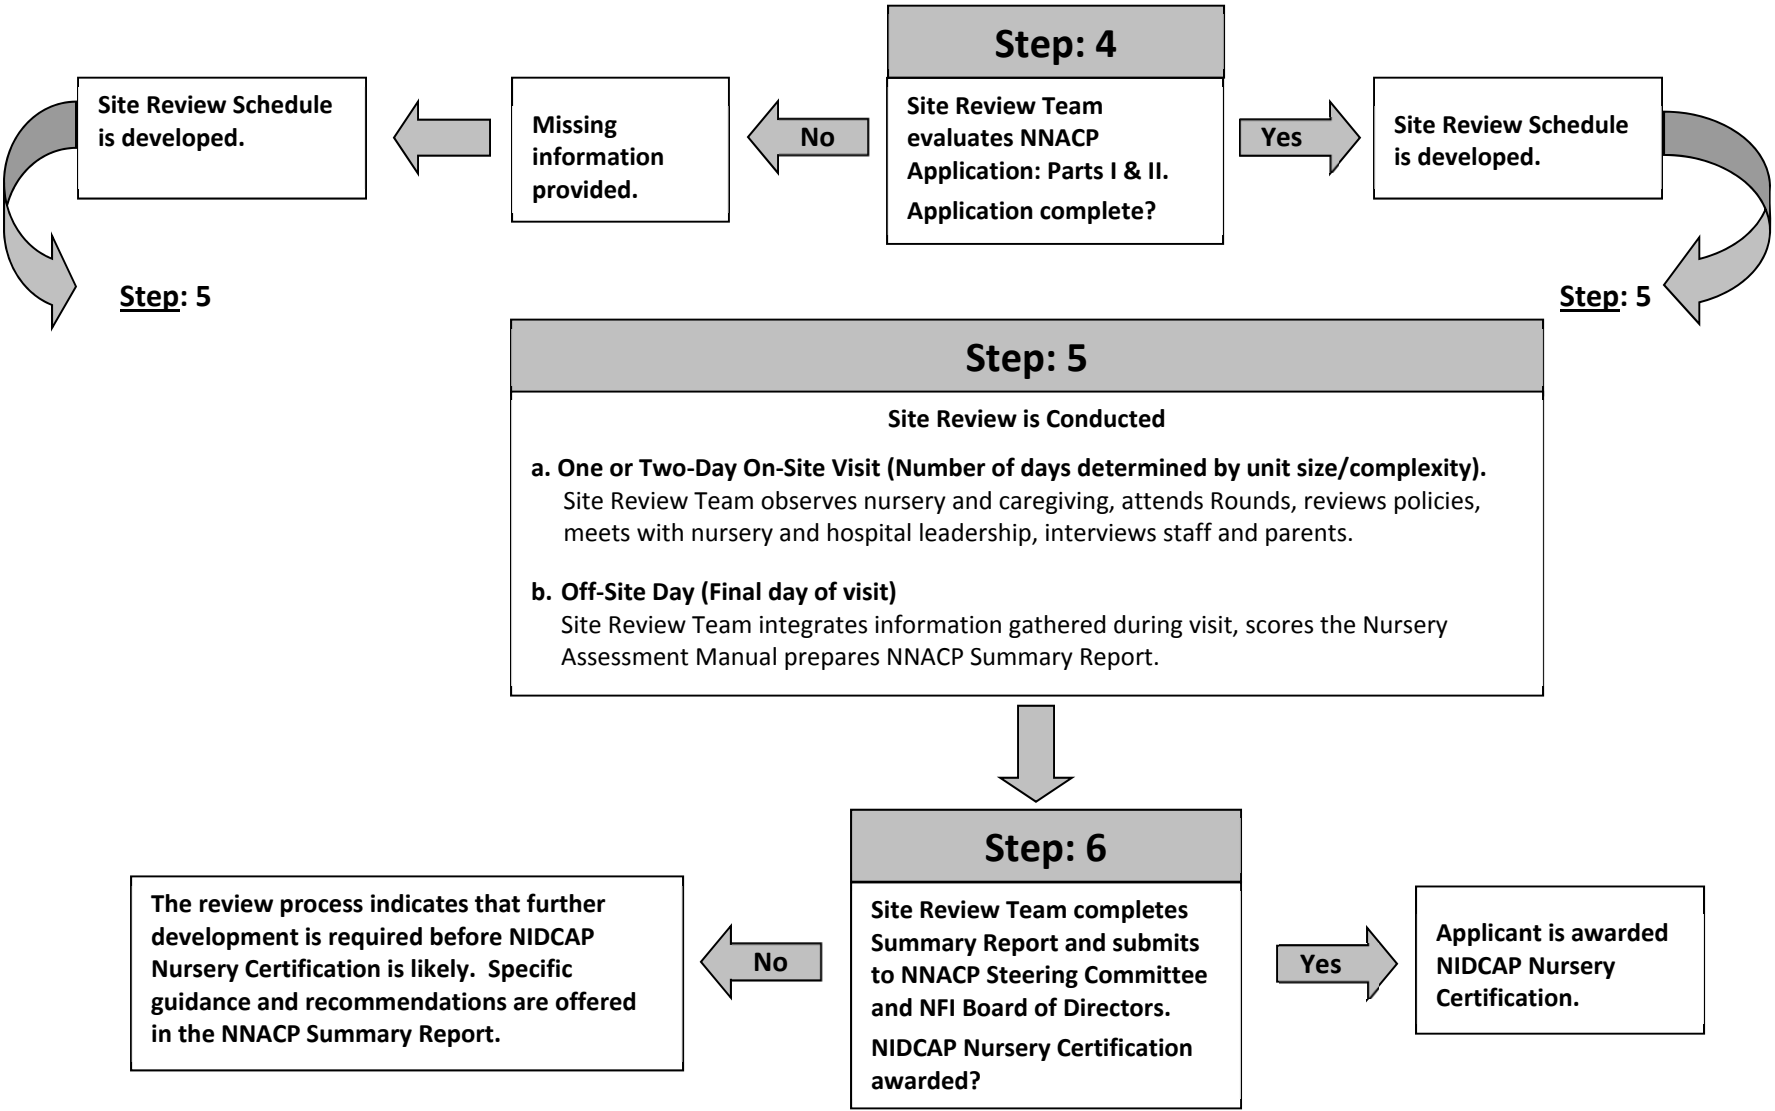 Step: 4
Site Review Schedule
is developed.
Missing
information
provided.
No
Site Review Team
evaluates NNACP
Application: Parts I & II.
Application complete?
Yes
Site Review Schedule
is developed.
Step: 5
Step: 5
Step: 5
Site Review is Conducted
a. One or Two-Day On-Site Visit (Number of days determined by unit size/complexity).
Site Review Team observes nursery and caregiving, attends Rounds, reviews policies,
meets with nursery and hospital leadership, interviews staff and parents.
b. Off-Site Day (Final day of visit)
Site Review Team integrates information gathered during visit, scores the Nursery
Assessment Manual prepares NNACP Summary Report.
Step: 6
The review process indicates that further
development is required before NIDCAP
Nursery Certification is likely.  Specific
guidance and recommendations are offered
in the NNACP Summary Report.
No
Site Review Team completes
Summary Report and submits
to NNACP Steering Committee
and NFI Board of Directors.
NIDCAP Nursery Certification
awarded?
Yes
Applicant is awarded
NIDCAP Nursery
Certification.